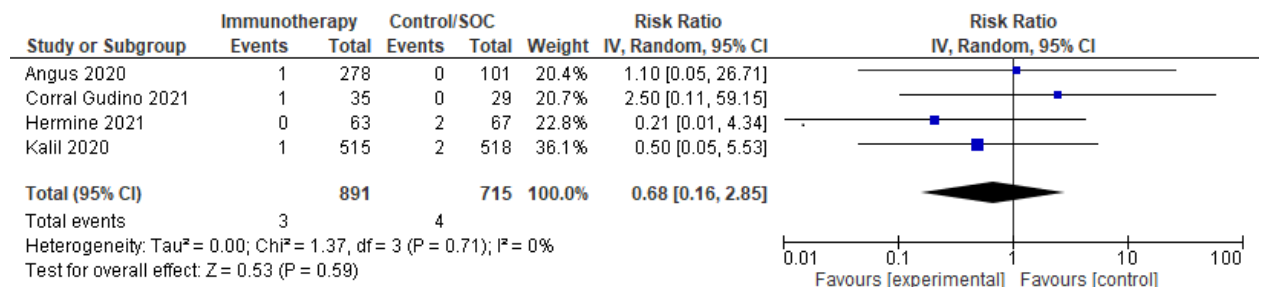 Immunotherapy Control/SOC Risk Ratio Risk Ratio
Study or Subgroup Events Total Events Total Weight IV, Random, 95% CI IV, Random, 95% CI
Angus 2020 1 278 0 101 20.4% 1.10 [0.05, 26.71]
Corral Gudino 2021 1 35 0 29 20.7% 2.50 [0.11, 59.15]
Hermine 2021 0 63 2 67 22.8% 0.21 [0.01, 4.34]
Kalil 2020 1 515 2 518 36.1% 0.50 [0.05, 5.53]
Total (95% CI) 891 715 100.0% 0.68 [0.16, 2.85]
Total events 3 4
Heterogeneity: Tau² = 0.00; Chi² = 1.37, df = 3 (P = 0.71); I² = 0%
Test for overall effect: Z = 0.53 (P = 0.59)
0.01 0.1 1 10 100
Favours [experimental] Favours [control]